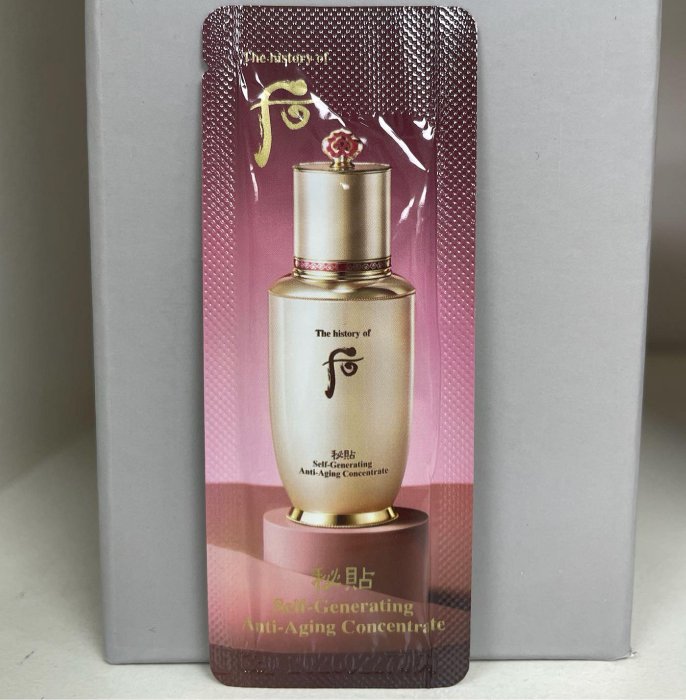 The history of
后
The history of
后
秘貼
Self-Generating
Anti-Aging Concentrate
秘貼
Self-Generating
Anti-Aging Concentrate